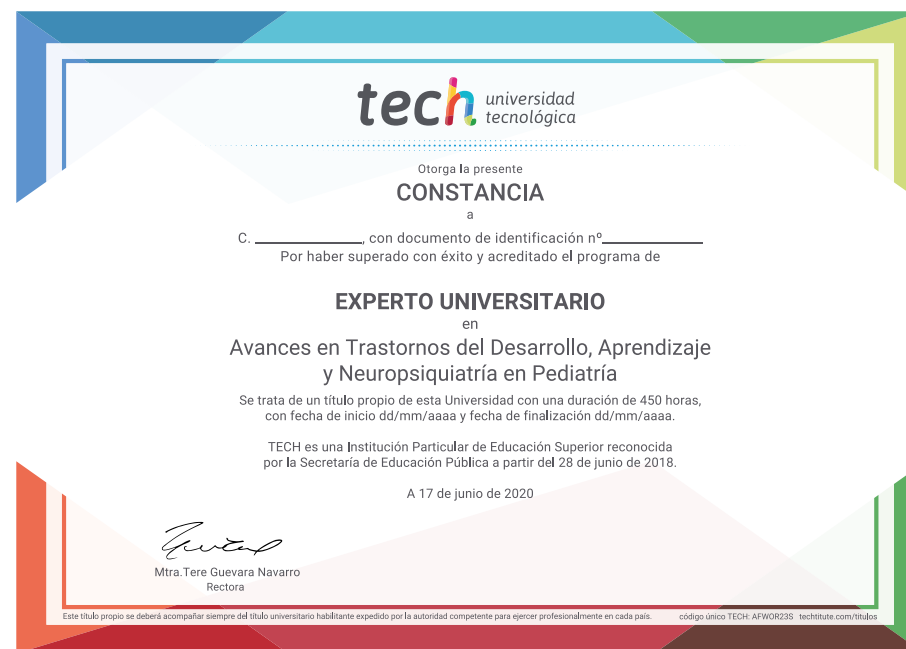 tech universidad
tecnológica
Otorga la presente
CONSTANCIA
a
C. ____________, con documento de identificación nº____________
Por haber superado con éxito y acreditado el programa de
EXPERTO UNIVERSITARIO
en
Avances en Trastornos del Desarrollo, Aprendizaje
y Neuropsiquiatría en Pediatría
Se trata de un título propio de esta Universidad con una duración de 450 horas,
con fecha de inicio dd/mm/aaaa y fecha de finalización dd/mm/aaaa.
TECH es una Institución Particular de Educación Superior reconocida
por la Secretaría de Educación Pública a partir del 28 de junio de 2018.
A 17 de junio de 2020
Mtra.Tere Guevara Navarro
Rectora
Este título propio se deberá acompañar siempre del título universitario habilitante expedido por la autoridad competente para ejercer profesionalmente en cada país. código único TECH: AFWOR23S techtitute.com/titulos